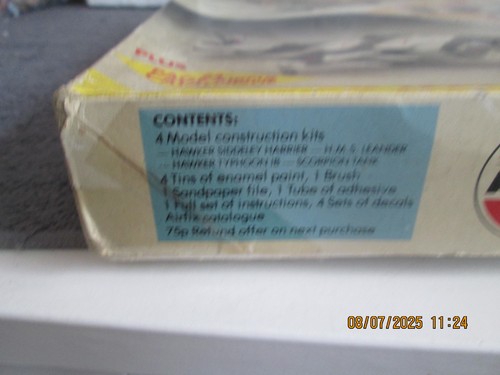 PLUS
CONTENTS:
4 Model construction kits
— HAWKER SIDDELEY HARRIER — H.M.S. LEANDER
— HAWKER TYPHOON IB — SCORPION TANK
4 Tins of enamel paint, 1 Brush
1 Sandpaper file, 1 Tube of adhesive
1 Full set of instructions, 4 Sets of decals
Airfix catalogue
75p Refund offer on next purchase
08/07/2025 11:24